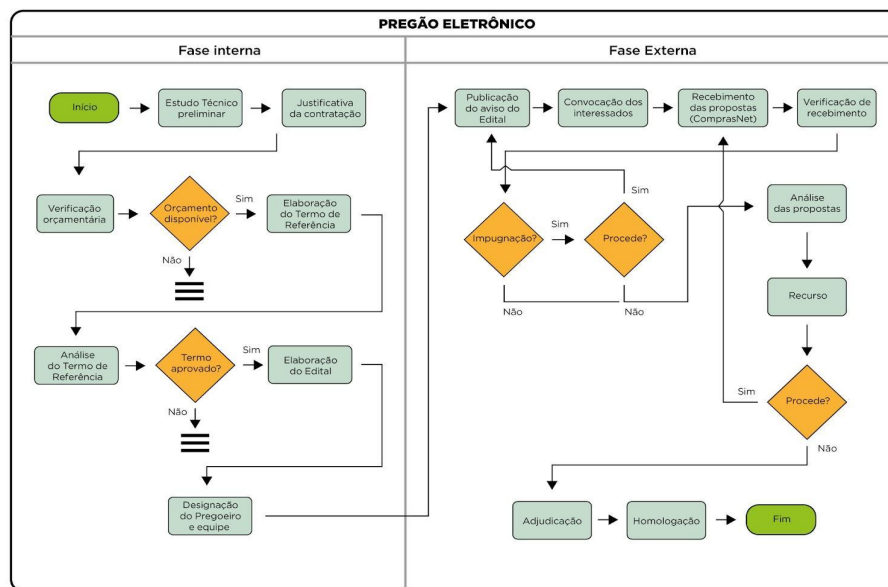 PREGÃO ELETRÔNICO
Fase interna
Fase Externa
Início
Estudo Técnico
preliminar
Justificativa
da contratação
Verificação
orçamentária
Orçamento
disponível?
Sim
Elaboração
do Termo de
Referência
Não
Análise
do Termo de
Referência
Termo
aprovado?
Sim
Elaboração
do Edital
Não
Designação
do Pregoeiro
e equipe
Publicação
do aviso do
Edital
Convocação dos
interessados
Recebimento
das propostas
(ComprasNet)
Verificação de
recebimento
Impugnação?
Sim
Procede?
Sim
Não
Não
Análise
das propostas
Recurso
Procede?
Sim
Não
Adjudicação
Homologação
Fim